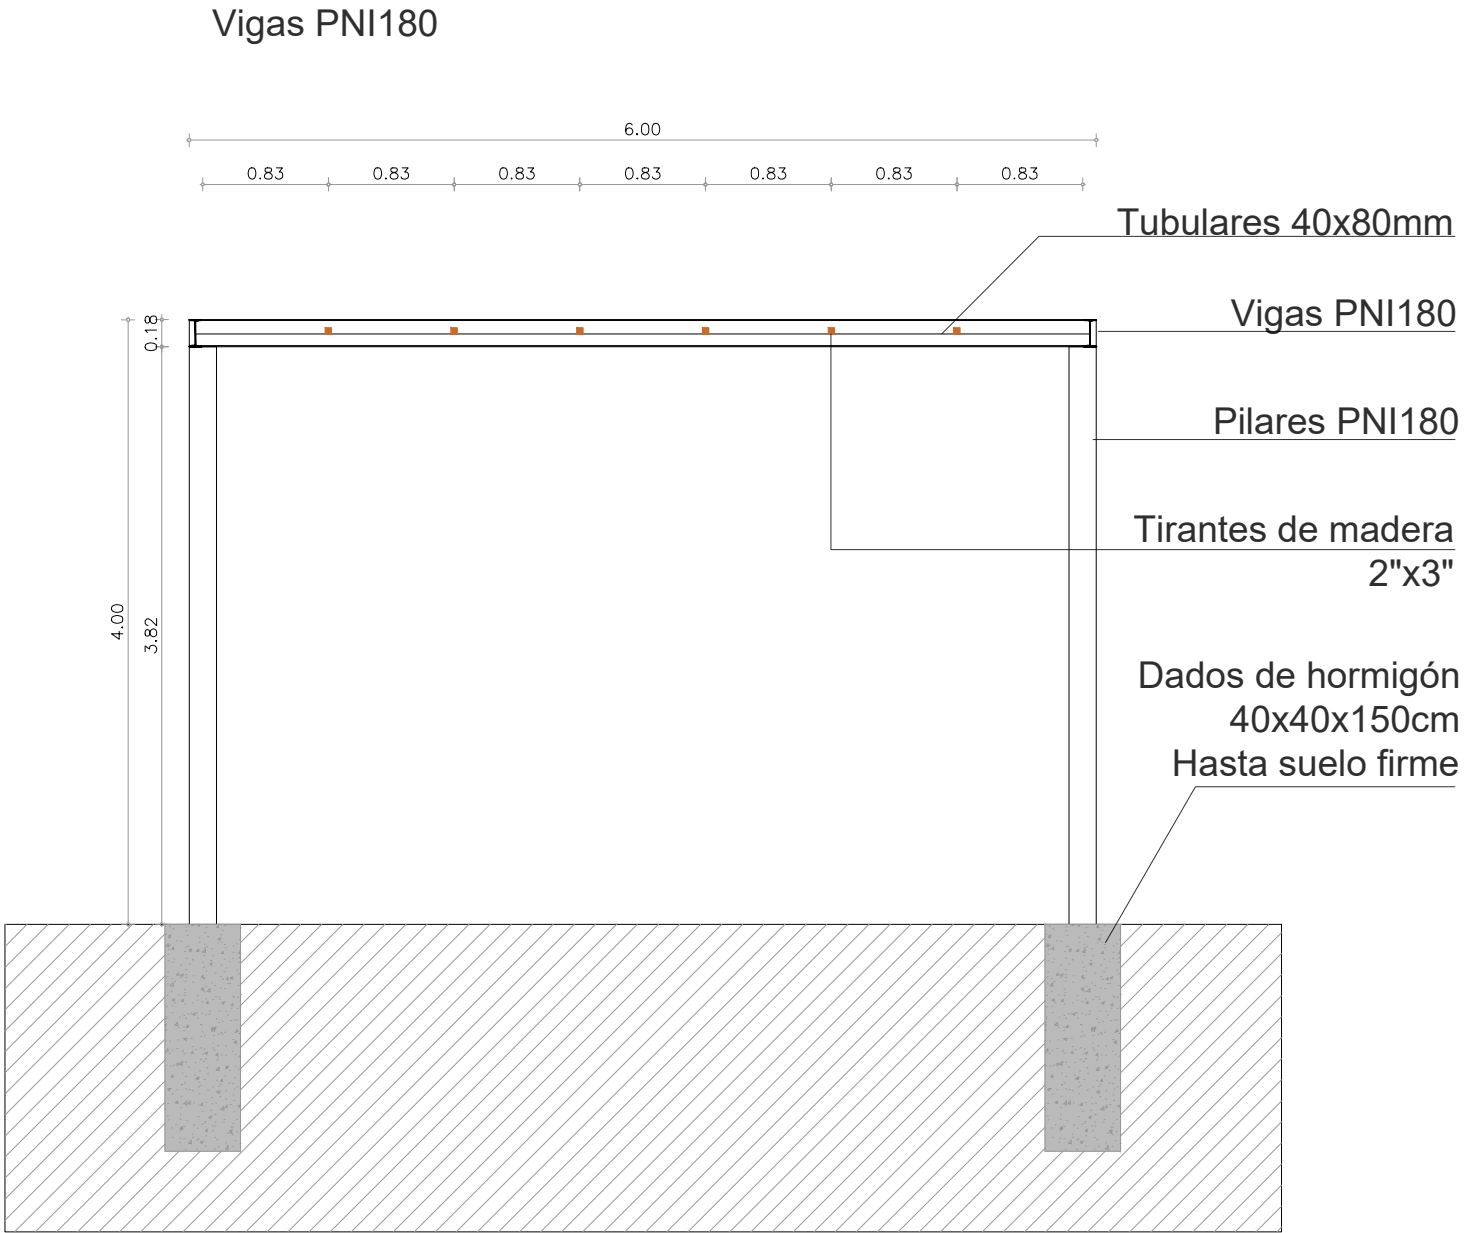 Vigas PNI180
6.00
0.83 0.83 0.83 0.83 0.83 0.83 0.83
Tubulares 40x80mm
0.18
Vigas PNI180
Pilares PNI180
Tirantes de madera
2"x3"
4.00
3.82
Dados de hormigón
40x40x150cm
Hasta suelo firme